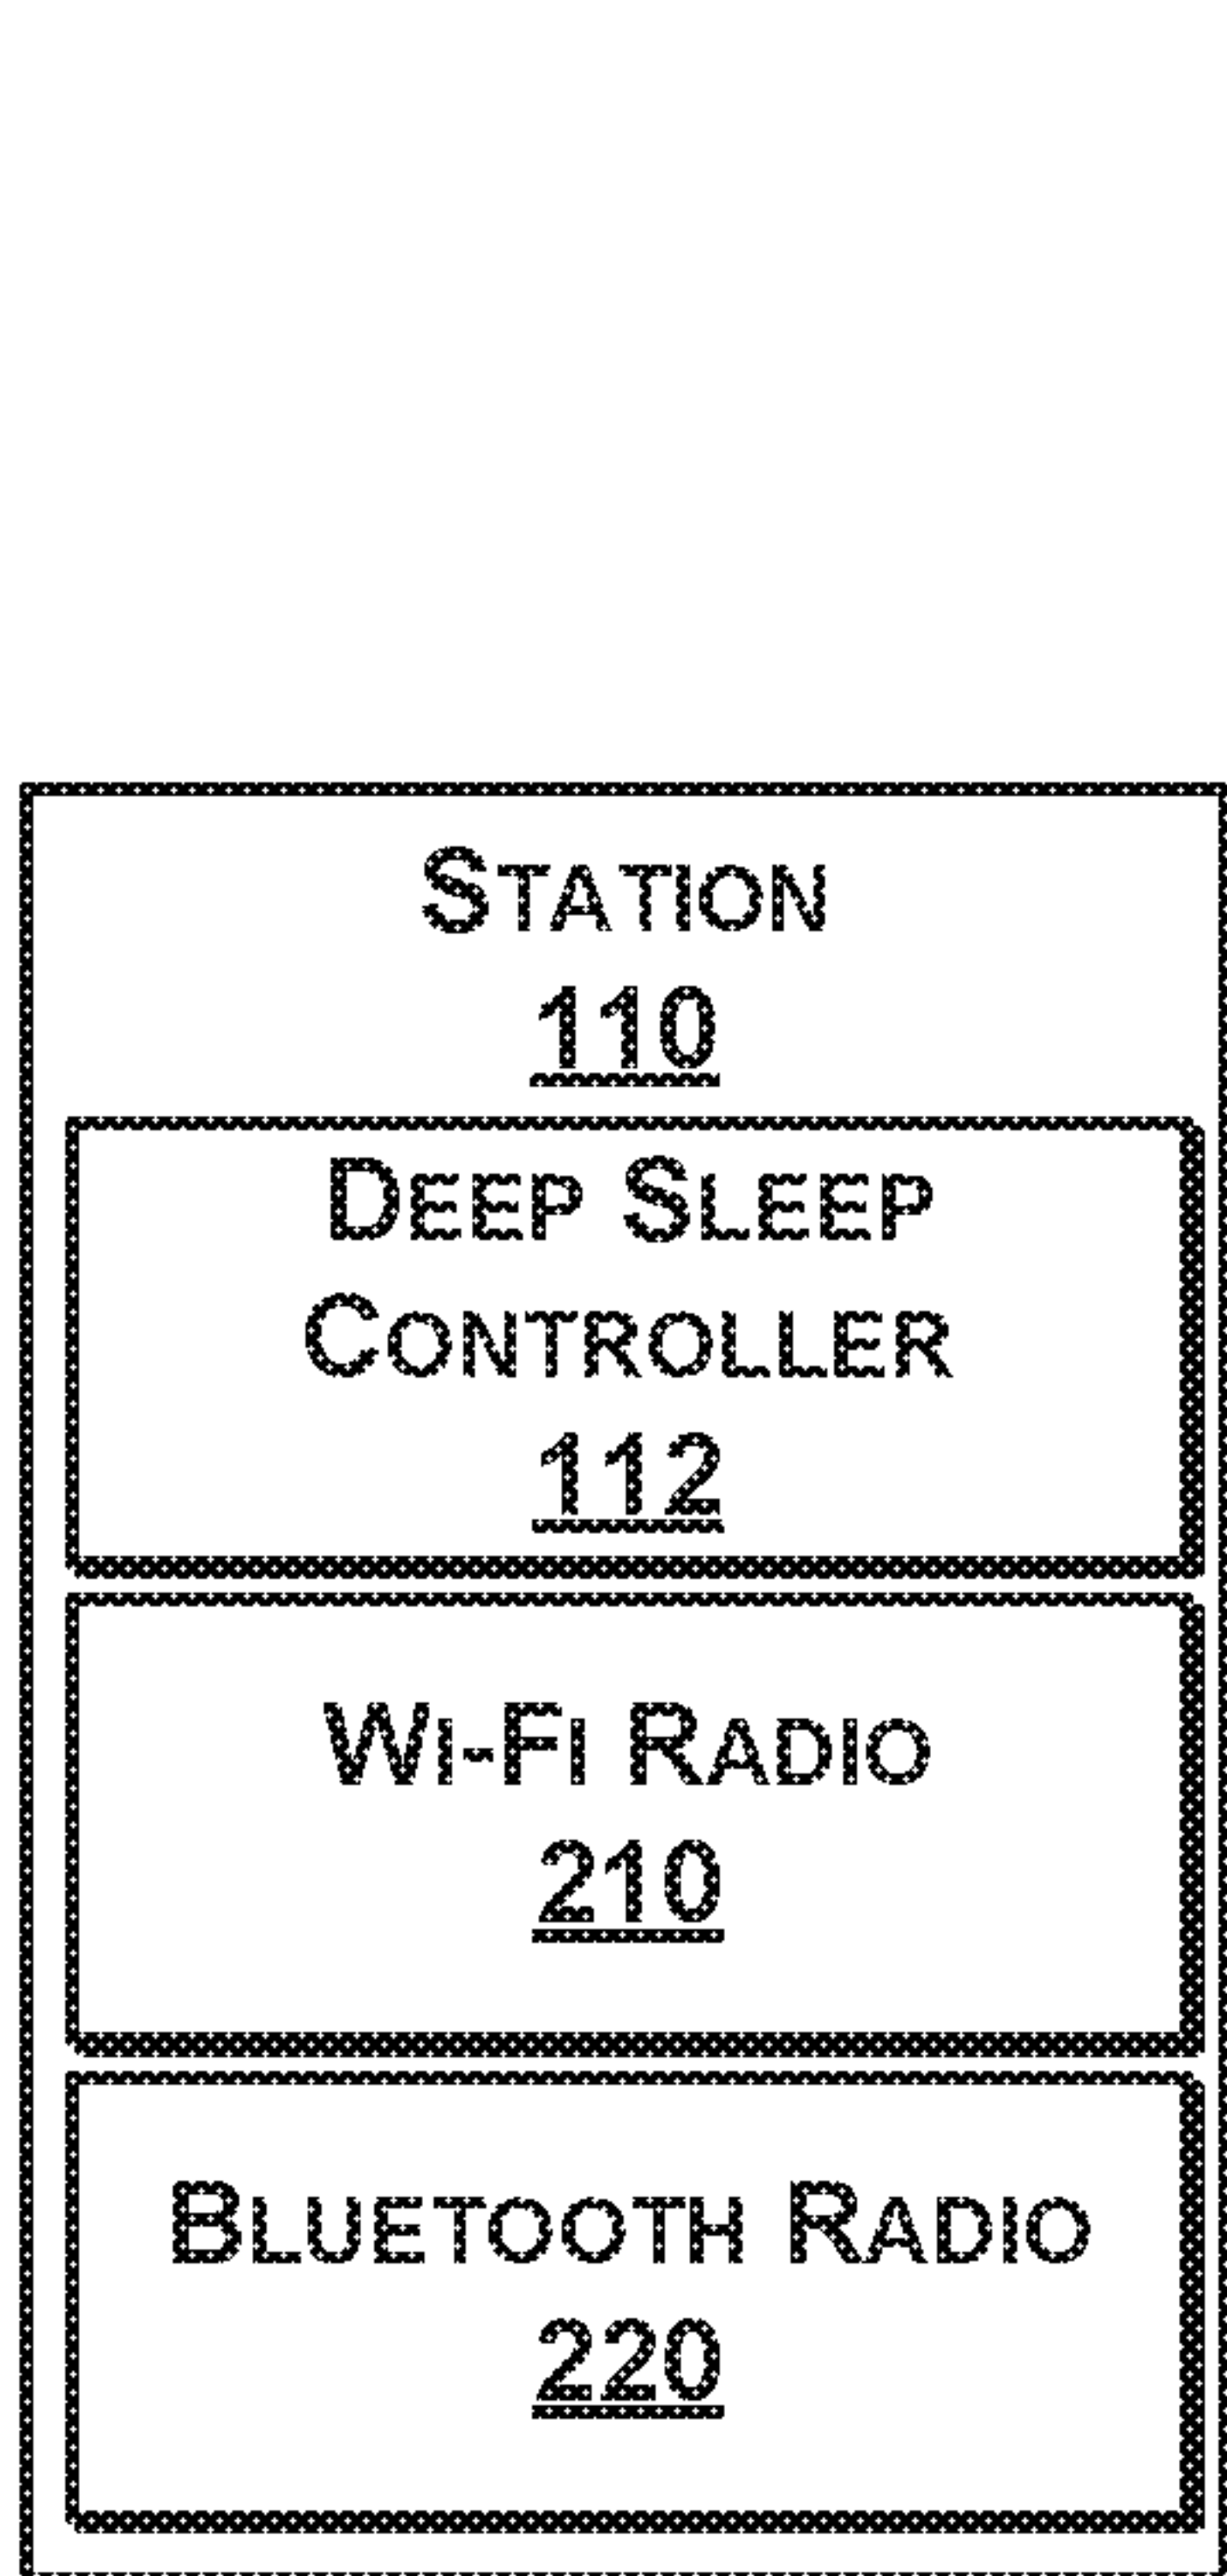 STATION
110
DEEP SLEEP
CONTROLLER
112
WI-FI RADIO
210
BLUETOOTH RADIO
220